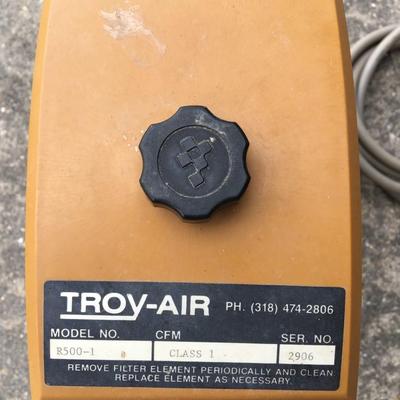 TROY-AIR PH. (318) 474-2806
MODEL NO. CFM SER. NO.
R500-1 CLASS 1 2906
REMOVE FILTER ELEMENT PERIODICALLY AND CLEAN
REPLACE ELEMENT AS NECESSARY.